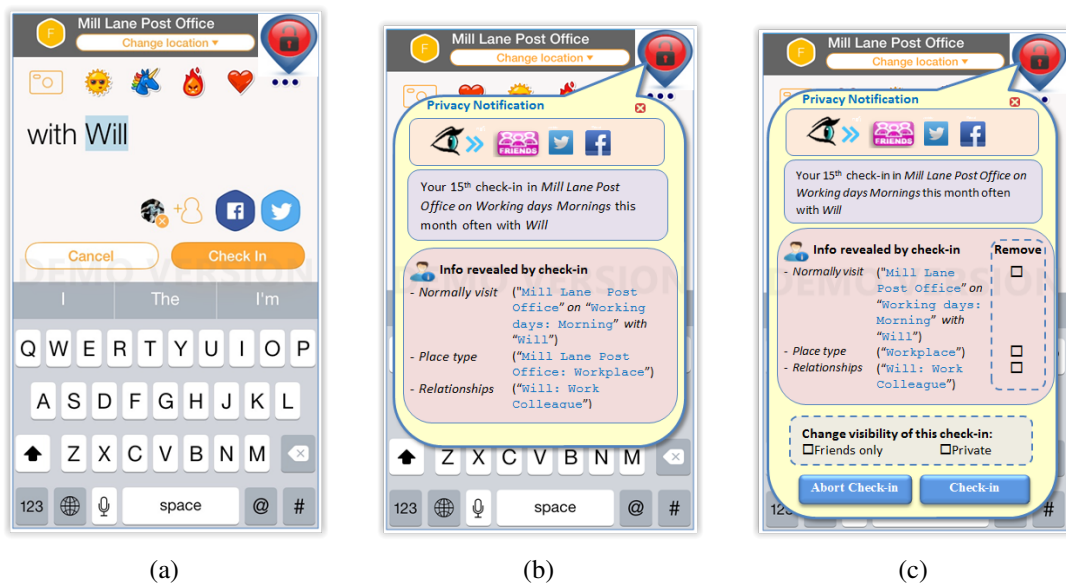 F
Mill Lane Post Office
Change location ▾
with Will
Cancel
Check In
DEMO VERSION
I The I'm
Q W E R T Y U I O P
A S D F G H J K L
Z X C V B N M
123 space @ #
(a)
Mill Lane Post Office
Change location ▾
Privacy Notification
FRIENDS
Your 15th check-in in Mill Lane Post
Office on Working days Mornings this
month often with Will
Info revealed by check-in
- Normally visit ("Mill Lane Post
Office" on "Working
days: Morning" with
"Will")
- Place type ("Mill Lane Post
Office: Workplace")
- Relationships ("Will: Work
Colleague")
Z X C V B N M
123 space @ #
(b)
F
Mill Lane Post Office
Change location ▾
Privacy Notification
FRIENDS
Your 15th check-in in Mill Lane Post Office on
Working days Mornings this month often
with Will
Info revealed by check-in Remove
- Normally visit ("Mill Lane
Post Office" on
"Working days:
Morning" with
"Will")
- Place type ("Workplace")
- Relationships ("Will: Work
Colleague")
Change visibility of this check-in:
☐Friends only ☐Private
Abort Check-in Check-in
#
(c)